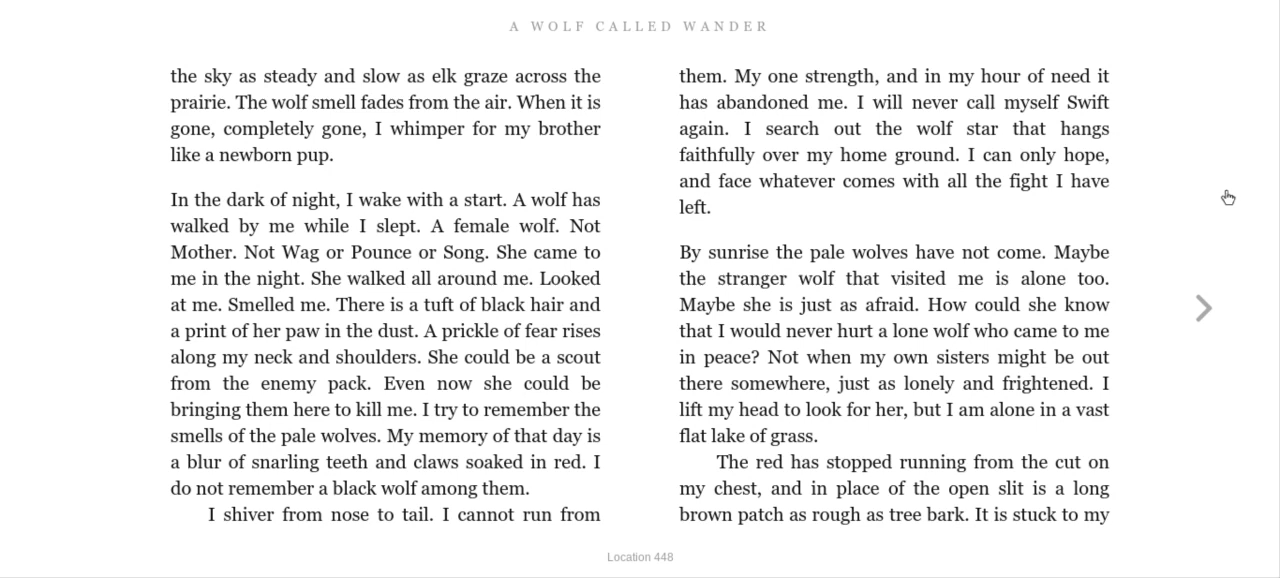 A WOLF CALLED WANDER
the sky as steady and slow as elk graze across the
prairie. The wolf smell fades from the air. When it is
gone, completely gone, I whimper for my brother
like a newborn pup.
In the dark of night, I wake with a start. A wolf has
walked by me while I slept. A female wolf. Not
Mother. Not Wag or Pounce or Song. She came to
me in the night. She walked all around me. Looked
at me. Smelled me. There is a tuft of black hair and
a print of her paw in the dust. A prickle of fear rises
along my neck and shoulders. She could be a scout
from the enemy pack. Even now she could be
bringing them here to kill me. I try to remember the
smells of the pale wolves. My memory of that day is
a blur of snarling teeth and claws soaked in red. I
do not remember a black wolf among them.
I shiver from nose to tail. I cannot run from
them. My one strength, and in my hour of need it
has abandoned me. I will never call myself Swift
again. I search out the wolf star that hangs
faithfully over my home ground. I can only hope,
and face whatever comes with all the fight I have
left.
By sunrise the pale wolves have not come. Maybe
the stranger wolf that visited me is alone too.
Maybe she is just as afraid. How could she know
that I would never hurt a lone wolf who came to me
in peace? Not when my own sisters might be out
there somewhere, just as lonely and frightened. I
lift my head to look for her, but I am alone in a vast
flat lake of grass.
The red has stopped running from the cut on
my chest, and in place of the open slit is a long
brown patch as rough as tree bark. It is stuck to my
Location 448